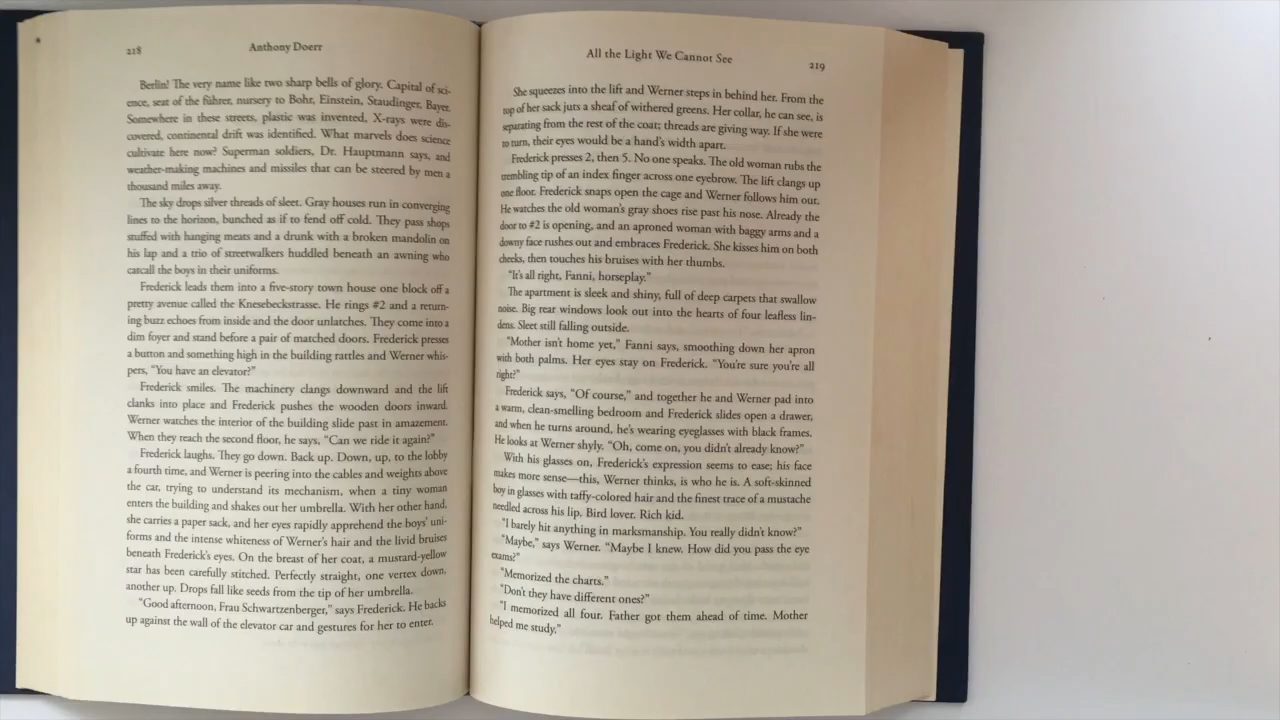 218
Anthony Doerr
Berlin! The very name like two sharp bells of glory. Capital of sci-
ence, seat of the führer, nursery to Bohr, Einstein, Staudinger, Bayer.
Somewhere in these streets, plastic was invented, X-rays were dis-
covered, continental drift was identified. What marvels does science
cultivate here now? Superman soldiers, Dr. Hauptmann says, and
weather-making machines and missiles that can be steered by men a
thousand miles away.
The sky drops silver threads of sleet. Gray houses run in converging
lines to the horizon, bunched as if to fend off cold. They pass shops
stuffed with hanging meats and a drunk with a broken mandolin on
his lap and a trio of streetwalkers huddled beneath an awning who
catcall the boys in their uniforms.
Frederick leads them into a five-story town house one block off a
pretty avenue called the Knesebeckstrasse. He rings #2 and a return-
ing buzz echoes from inside and the door unlatches. They come into a
dim foyer and stand before a pair of matched doors. Frederick presses
a button and something high in the building rattles and Werner whis-
pers, “You have an elevator?”
Frederick smiles. The machinery clangs downward and the lift
clanks into place and Frederick pushes the wooden doors inward.
Werner watches the interior of the building slide past in amazement.
When they reach the second floor, he says, “Can we ride it again?”
Frederick laughs. They go down. Back up. Down, up, to the lobby
a fourth time, and Werner is peering into the cables and weights above
the car, trying to understand its mechanism, when a tiny woman
enters the building and shakes out her umbrella. With her other hand,
she carries a paper sack, and her eyes rapidly apprehend the boys’ uni-
forms and the intense whiteness of Werner’s hair and the livid bruises
beneath Frederick’s eyes. On the breast of her coat, a mustard-yellow
star has been carefully stitched. Perfectly straight, one vertex down,
another up. Drops fall like seeds from the tip of her umbrella.
“Good afternoon, Frau Schwartzenberger,” says Frederick. He backs
up against the wall of the elevator car and gestures for her to enter.
All the Light We Cannot See
219
She squeezes into the lift and Werner steps in behind her. From the
top of her sack juts a sheaf of withered greens. Her collar, he can see, is
separating from the rest of the coat; threads are giving way. If she were
to turn, their eyes would be a hand’s width apart.
Frederick presses 2, then 5. No one speaks. The old woman rubs the
trembling tip of an index finger across one eyebrow. The lift clangs up
one floor. Frederick snaps open the cage and Werner follows him out.
He watches the old woman’s gray shoes rise past his nose. Already the
door to #2 is opening, and an aproned woman with baggy arms and a
downy face rushes out and embraces Frederick. She kisses him on both
cheeks, then touches his bruises with her thumbs.
“It’s all right, Fanni, horseplay.”
The apartment is sleek and shiny, full of deep carpets that swallow
noise. Big rear windows look out into the hearts of four leafless lin-
dens. Sleet still falling outside.
“Mother isn’t home yet,” Fanni says, smoothing down her apron
with both palms. Her eyes stay on Frederick. “You’re sure you’re all
right?”
Frederick says, “Of course,” and together he and Werner pad into
a warm, clean-smelling bedroom and Frederick slides open a drawer,
and when he turns around, he’s wearing eyeglasses with black frames.
He looks at Werner shyly. “Oh, come on, you didn’t already know?”
With his glasses on, Frederick’s expression seems to ease; his face
makes more sense—this, Werner thinks, is who he is. A soft-skinned
boy in glasses with taffy-colored hair and the finest trace of a mustache
needled across his lip. Bird lover. Rich kid.
“I barely hit anything in marksmanship. You really didn’t know?”
“Maybe,” says Werner. “Maybe I knew. How did you pass the eye
exams?”
“Memorized the charts.”
“Don’t they have different ones?”
“I memorized all four. Father got them ahead of time. Mother
helped me study.”